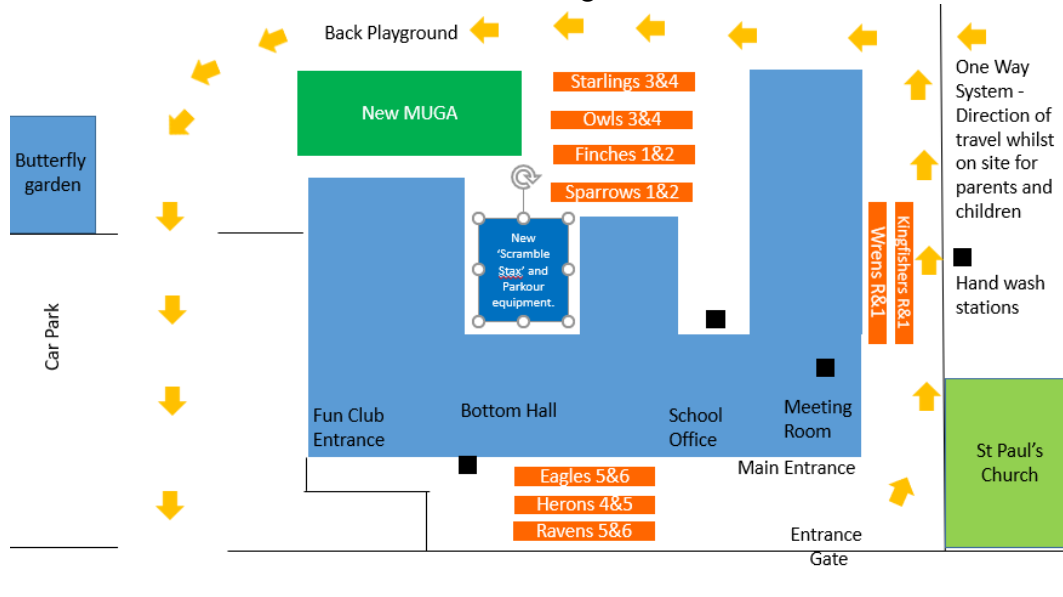 Back Playground
One Way
System -
Direction of
travel whilst
on site for
parents and
children
Starlings 3&4
New MUGA
Owls 3&4
Finches 1&2
Butterfly
garden
Sparrows 1&2
New
‘Scramble
Stax’ and
Parkour
equipment.
Wrens R&1
Kingfishers R&1
Hand wash
stations
Car Park
Fun Club
Entrance
Bottom Hall
School
Office
Meeting
Room
Main Entrance
St Paul’s
Church
Eagles 5&6
Herons 4&5
Ravens 5&6
Entrance
Gate